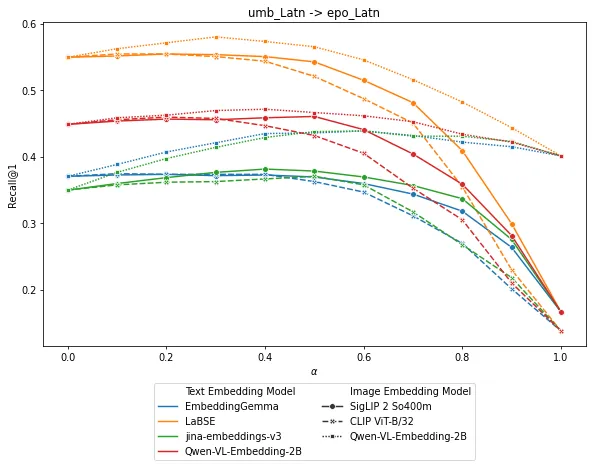 umb_Latn -> epo_Latn
Recall@1
0.6
0.5
0.4
0.3
0.2
0.0 0.2 0.4 0.6 0.8 1.0
α
Text Embedding Model Image Embedding Model
EmbeddingGemma SigLIP 2 So400m
LaBSE CLIP ViT-B/32
jina-embeddings-v3 Qwen-VL-Embedding-2B
Qwen-VL-Embedding-2B